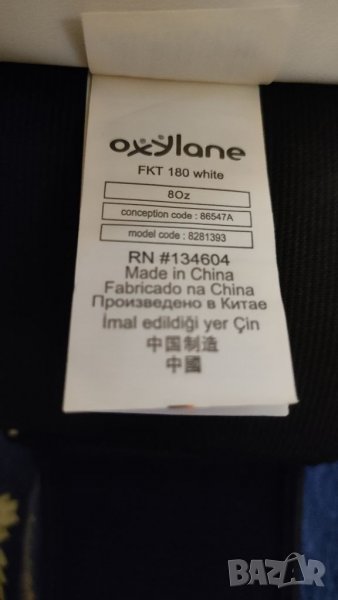 oxylane
FKT 180 white
8Oz
conception code : 86547A
model code : 8281393
RN #134604
Made in China
Fabricado na China
Произведено в Китае
İmal edildiği yer Çin
中国制造
中國
BAZAR